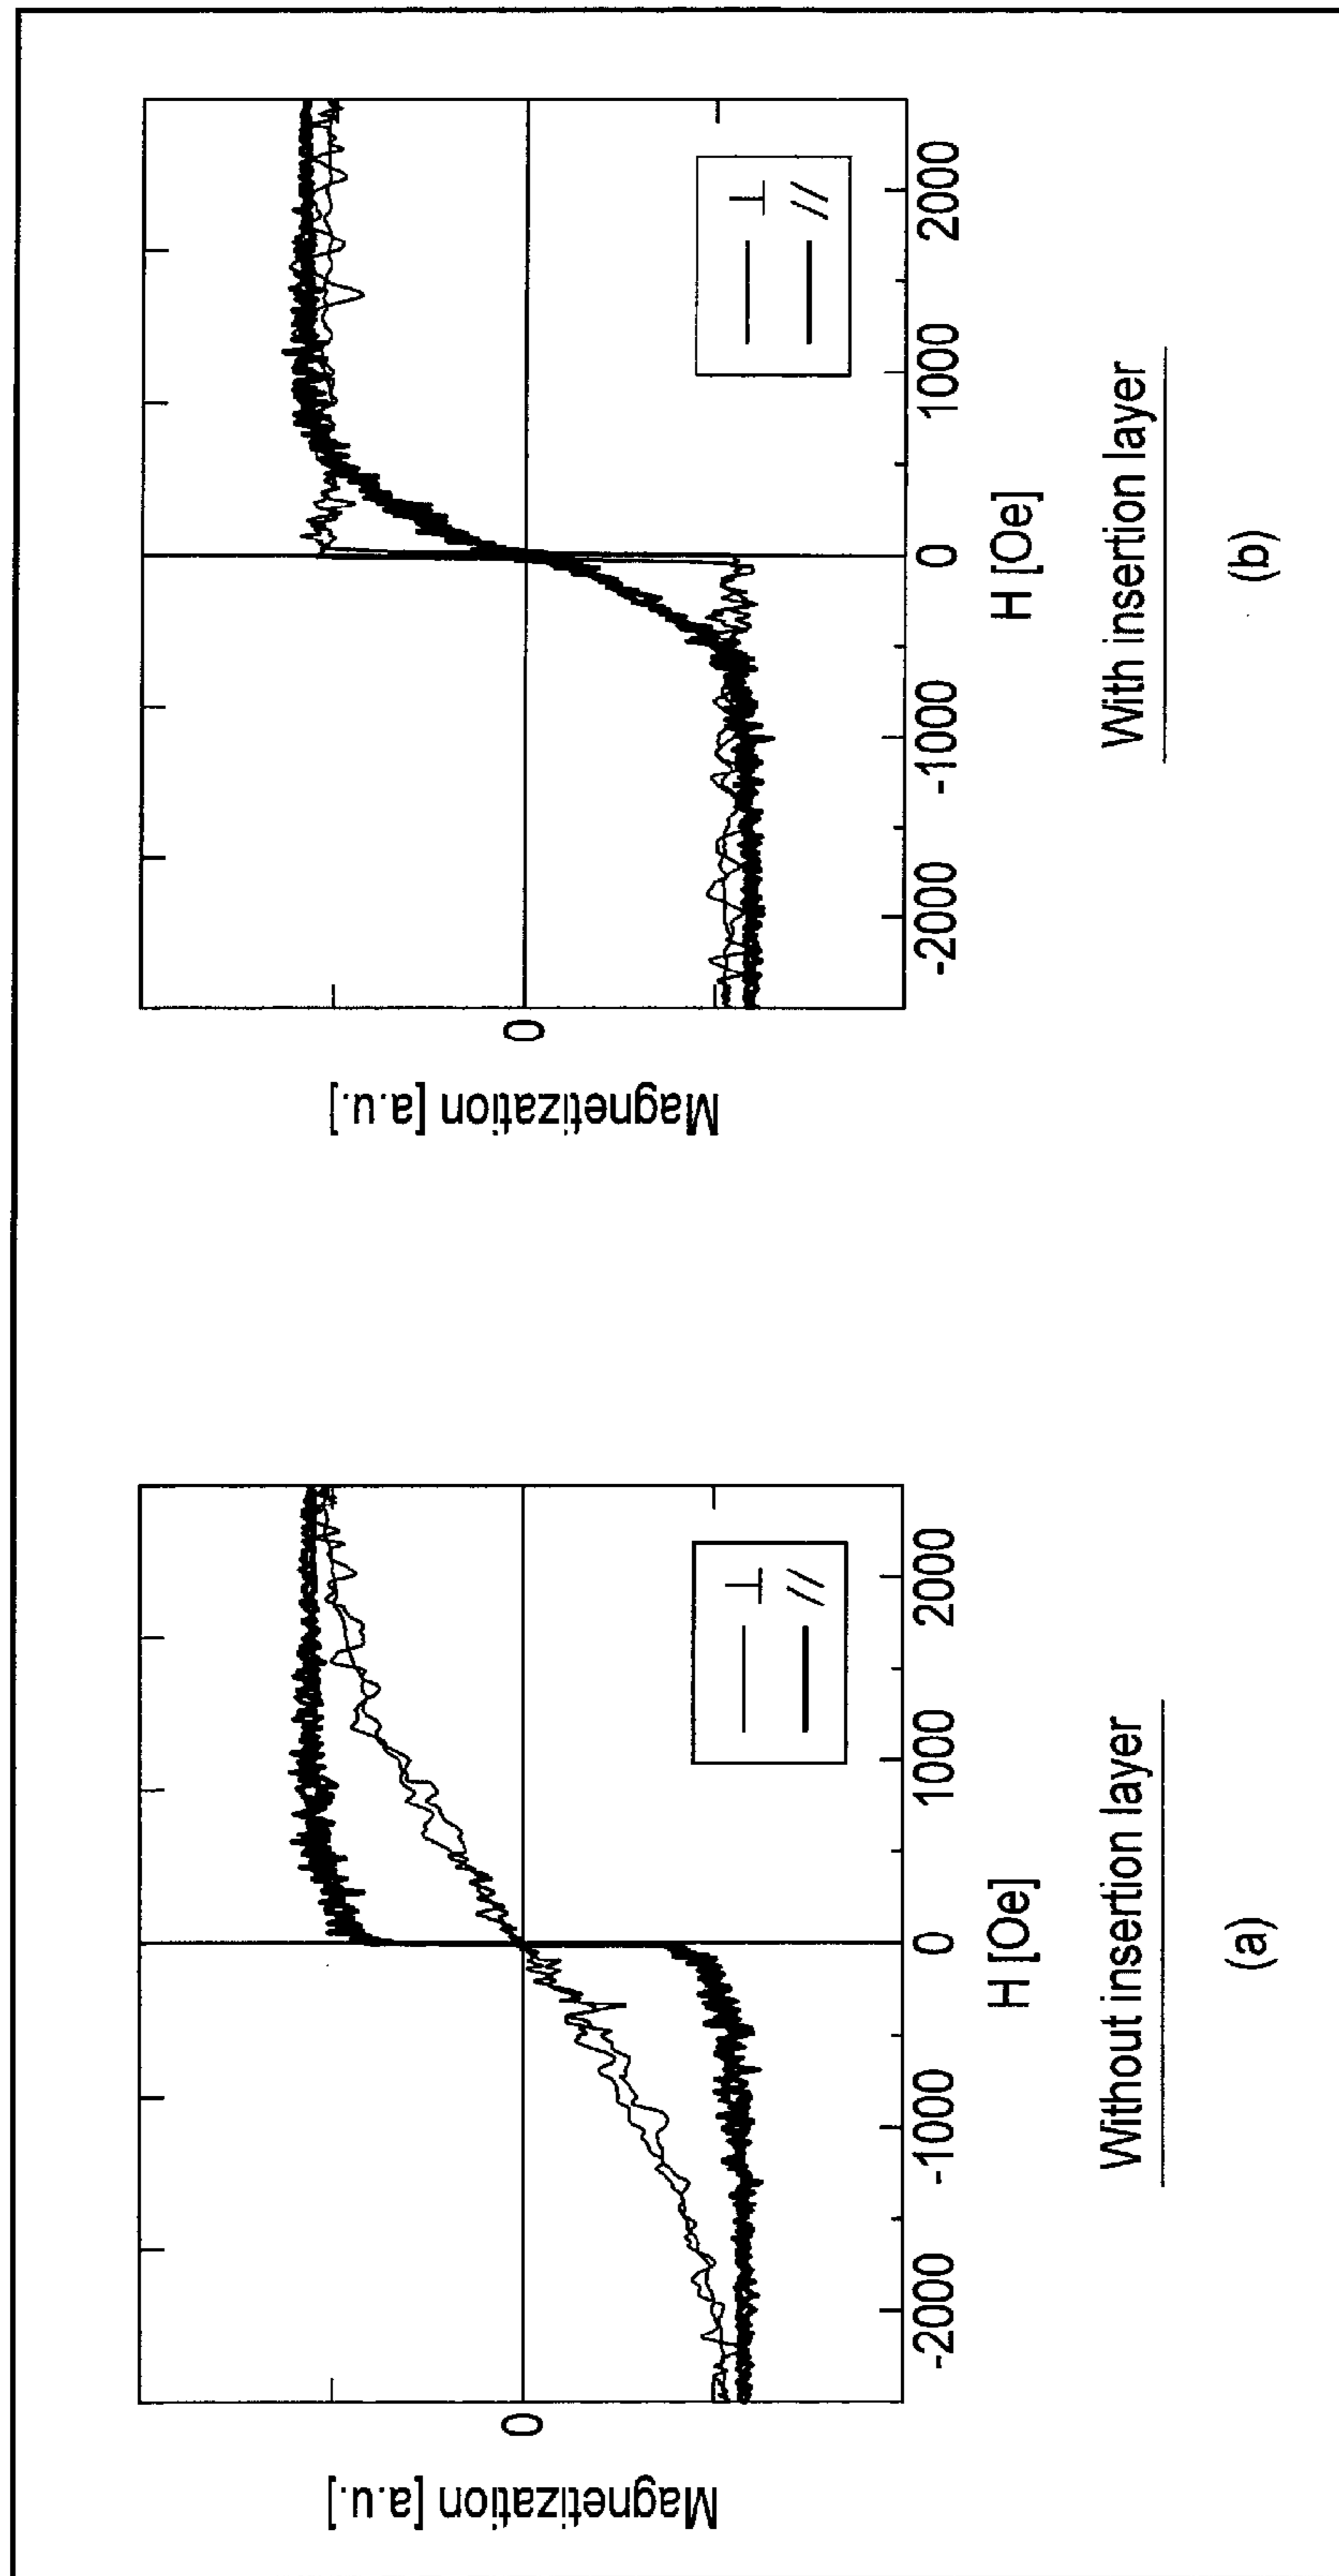 Magnetization [a.u.]
0
⊥
//
-2000 -1000 0 1000 2000
H [Oe]
Without insertion layer
(a)
Magnetization [a.u.]
0
⊥
//
-2000 -1000 0 1000 2000
H [Oe]
With insertion layer
(b)